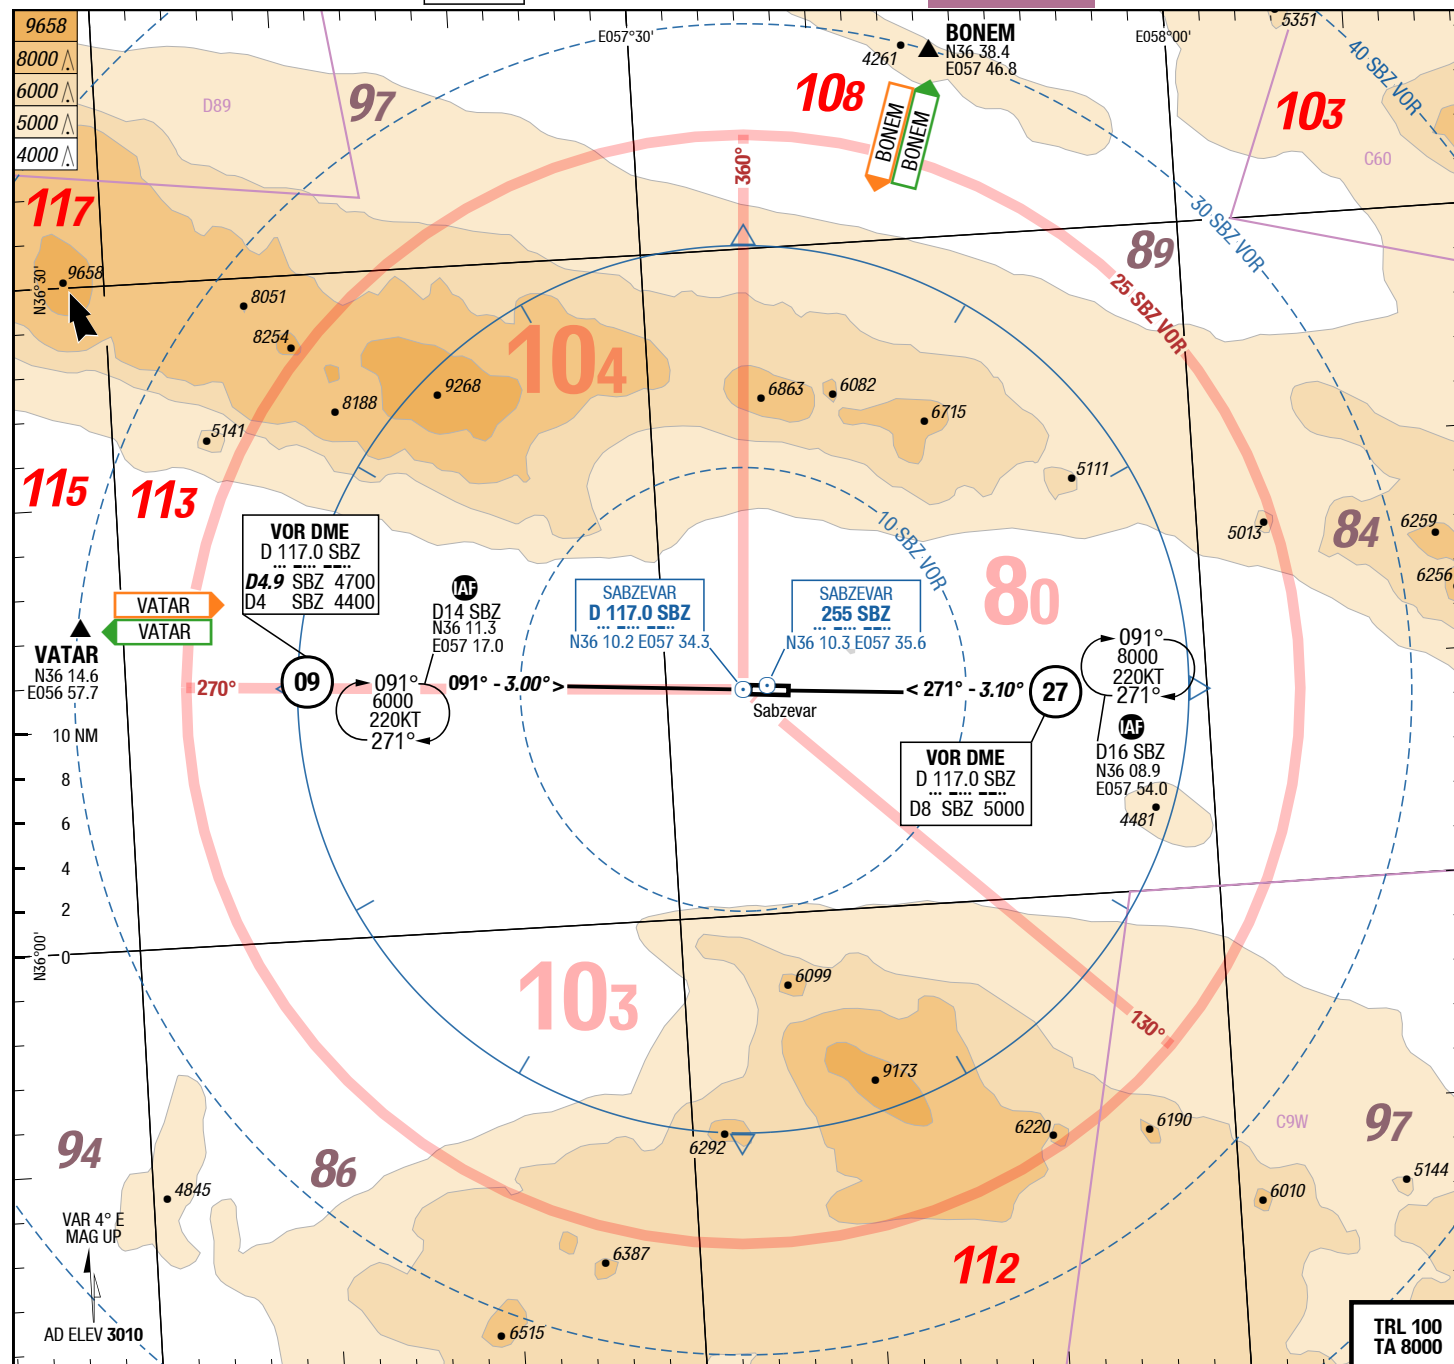 9658
8000
6000
5000
4000
E057°30'
BONEM
N36 38.4
E057 46.8
4261
E058°00'
5351
40 SBZ VOR
D89
97
108
103
C60
BONEM
BONEM
360°
117
30 SBZ VOR
89
N36°30'
9658
8051
8254
25 SBZ VOR
104
9268
8188
6863
6082
6715
5141
5111
115
113
10 SBZ VOR
5013
84
6259
6256
VOR DME
D 117.0 SBZ
D4.9 SBZ 4700
D4 SBZ 4400
IAF
D14 SBZ
N36 11.3
E057 17.0
SABZEVAR
D 117.0 SBZ
N36 10.2 E057 34.3
SABZEVAR
255 SBZ
N36 10.3 E057 35.6
80
VATAR
VATAR
VATAR
N36 14.6
E056 57.7
270°
09
091°
6000
220KT
271°
091° - 3.00° >
Sabzevar
< 271° - 3.10°
27
091°
8000
220KT
271°
IAF
D16 SBZ
N36 08.9
E057 54.0
4481
VOR DME
D 117.0 SBZ
D8 SBZ 5000
10 NM
8
6
4
2
0
N36°00'
103
6099
130°
9173
6292
6220
6190
C9W
97
5144
6010
94
86
4845
VAR 4° E
MAG UP
AD ELEV 3010
6387
6515
112
TRL 100
TA 8000